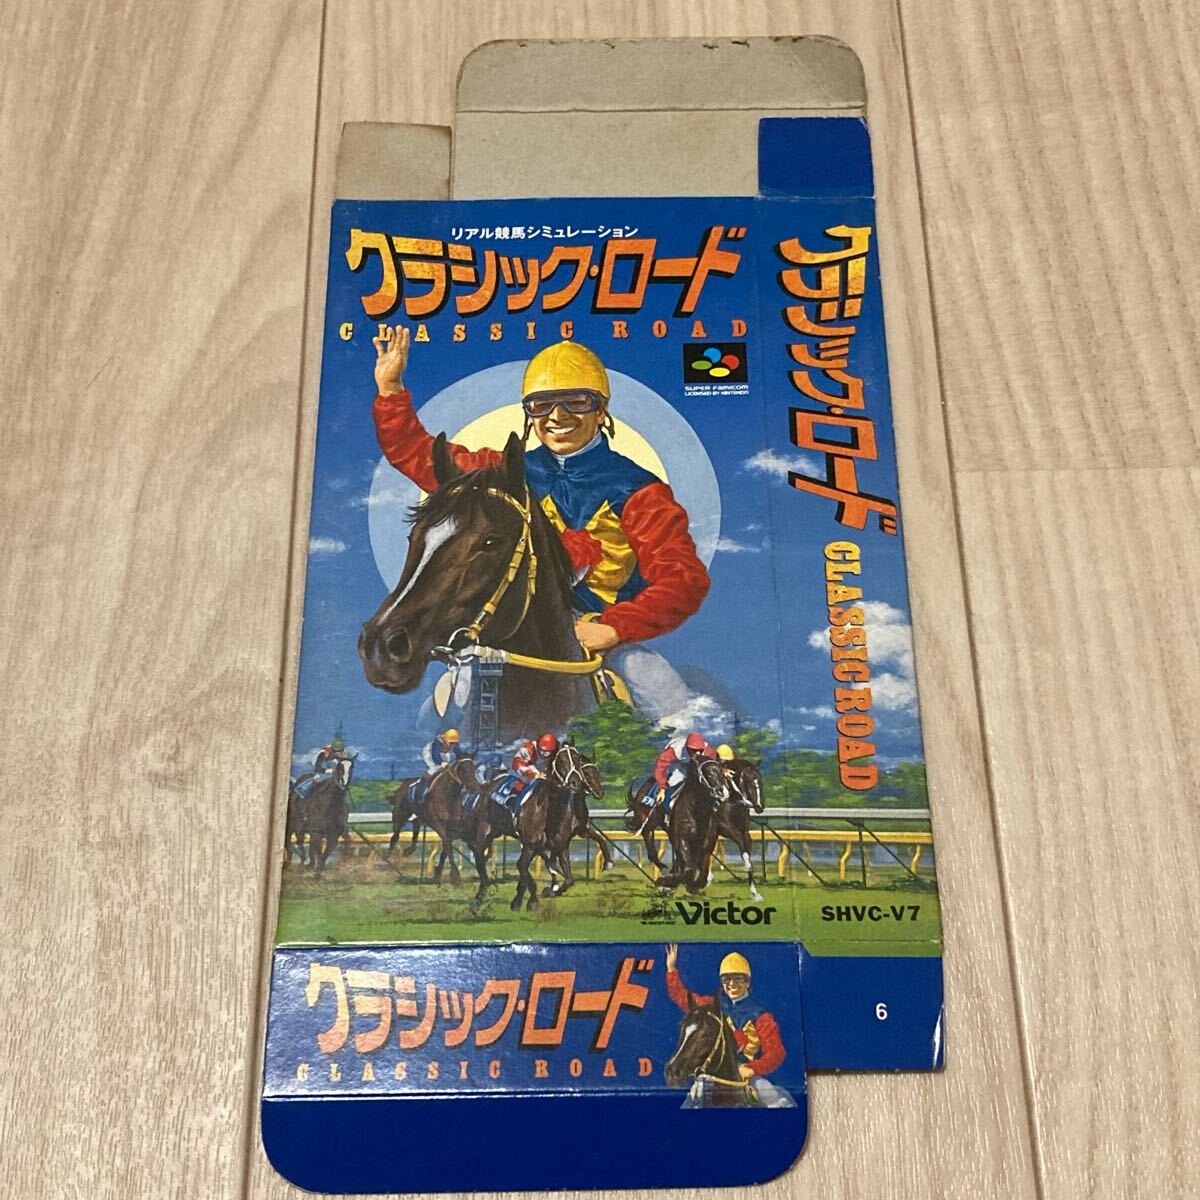 リアル競馬シミュレーション
クラシック・ロード
CLASSIC ROAD
SUPER FAMICOM
LICENSED BY NINTENDO
Victor
クラシック・ロード CLASSIC ROAD
SHVC-V7
6
クラシック・ロード
CLASSIC ROAD